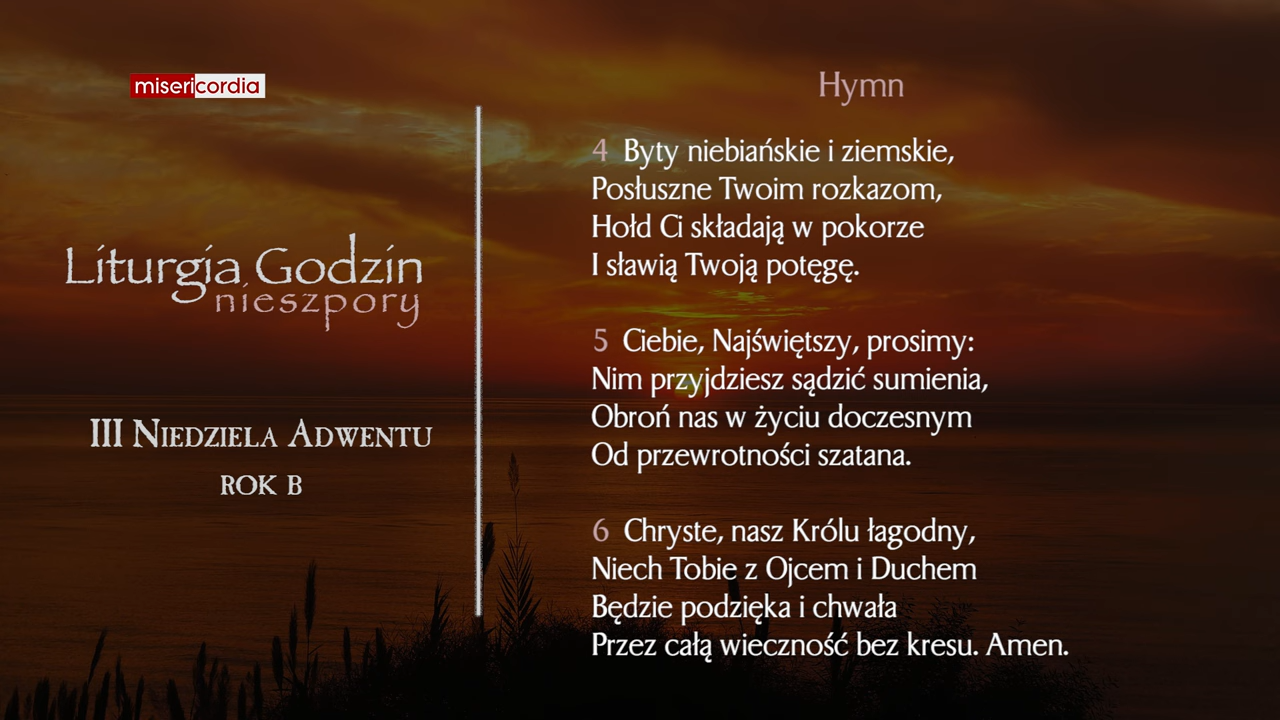 misericordia
Liturgia Godzin
nieszpory
III Niedziela Adwentu
rok B
Hymn
4 Byty niebiańskie i ziemskie,
Posłuszne Twoim rozkazom,
Hołd Ci składają w pokorze
I sławią Twoją potęgę.
5 Ciebie, Najświętszy, prosimy:
Nim przyjdziesz sądzić sumienia,
Obroń nas w życiu doczesnym
Od przewrotności szatana.
6 Chryste, nasz Królu łagodny,
Niech Tobie z Ojcem i Duchem
Będzie podzięka i chwała
Przez całą wieczność bez kresu. Amen.